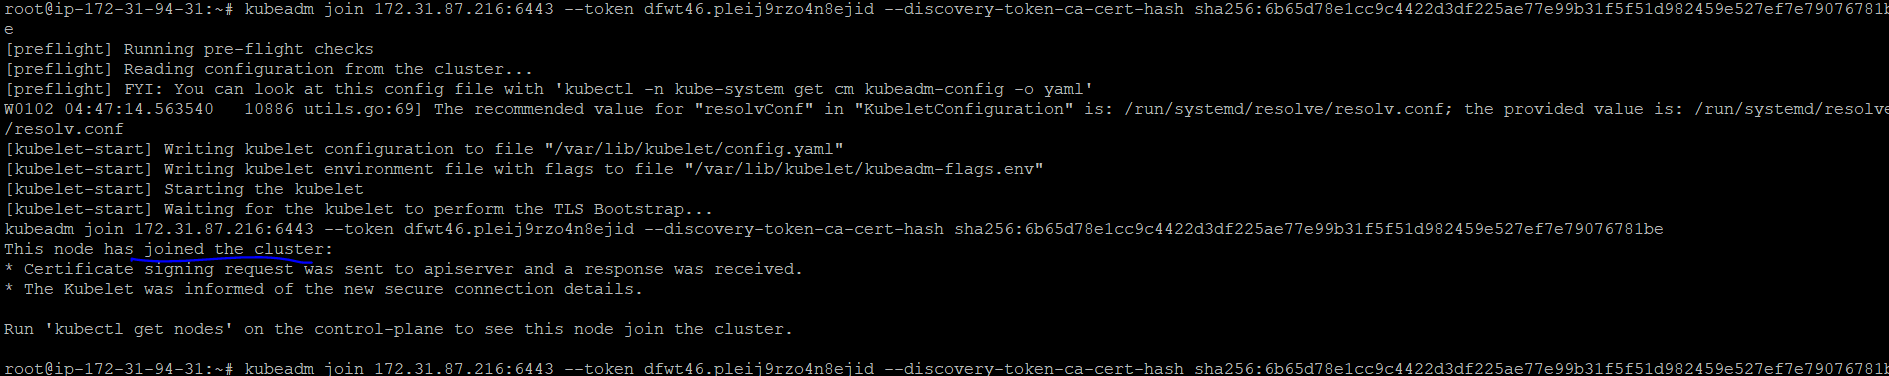 root@ip-172-31-94-31:~# kubeadm join 172.31.87.216:6443 --token dfwt46.pleij9rzo4n8ejid --discovery-token-ca-cert-hash sha256:6b65d78e1cc9c4422d3df225ae77e99b31f5f51d982459e527ef7e79076781b
e
[preflight] Running pre-flight checks
[preflight] Reading configuration from the cluster...
[preflight] FYI: You can look at this config file with 'kubectl -n kube-system get cm kubeadm-config -o yaml'
W0102 04:47:14.563540   10886 utils.go:69] The recommended value for "resolvConf" in "KubeletConfiguration" is: /run/systemd/resolve/resolv.conf; the provided value is: /run/systemd/resolve
/resolv.conf
[kubelet-start] Writing kubelet configuration to file "/var/lib/kubelet/config.yaml"
[kubelet-start] Writing kubelet environment file with flags to file "/var/lib/kubelet/kubeadm-flags.env"
[kubelet-start] Starting the kubelet
[kubelet-start] Waiting for the kubelet to perform the TLS Bootstrap...
kubeadm join 172.31.87.216:6443 --token dfwt46.pleij9rzo4n8ejid --discovery-token-ca-cert-hash sha256:6b65d78e1cc9c4422d3df225ae77e99b31f5f51d982459e527ef7e79076781be
This node has joined the cluster:
* Certificate signing request was sent to apiserver and a response was received.
* The Kubelet was informed of the new secure connection details.
Run 'kubectl get nodes' on the control-plane to see this node join the cluster.
root@ip-172-31-94-31:~# kubeadm join 172.31.87.216:6443 --token dfwt46.pleij9rzo4n8ejid --discovery-token-ca-cert-hash sha256:6b65d78e1cc9c4422d3df225ae77e99b31f5f51d982459e527ef7e79076781b